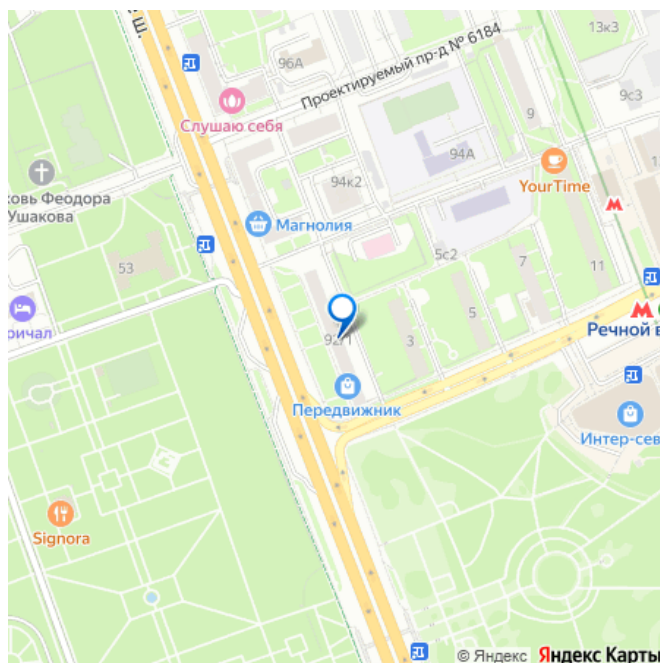 Ш.
96А
Проектируемый пр-д № 6184
13к3
9с3
9
Слушаю себя
94А
94к2
YourTime
овь Феодора
Ушакова
Магнолия
53
5с2
7
11
ричал
92/1
3
5
Речной в
Передвижник
Интер-сев
Signora
© Яндекс Яндекс Карты